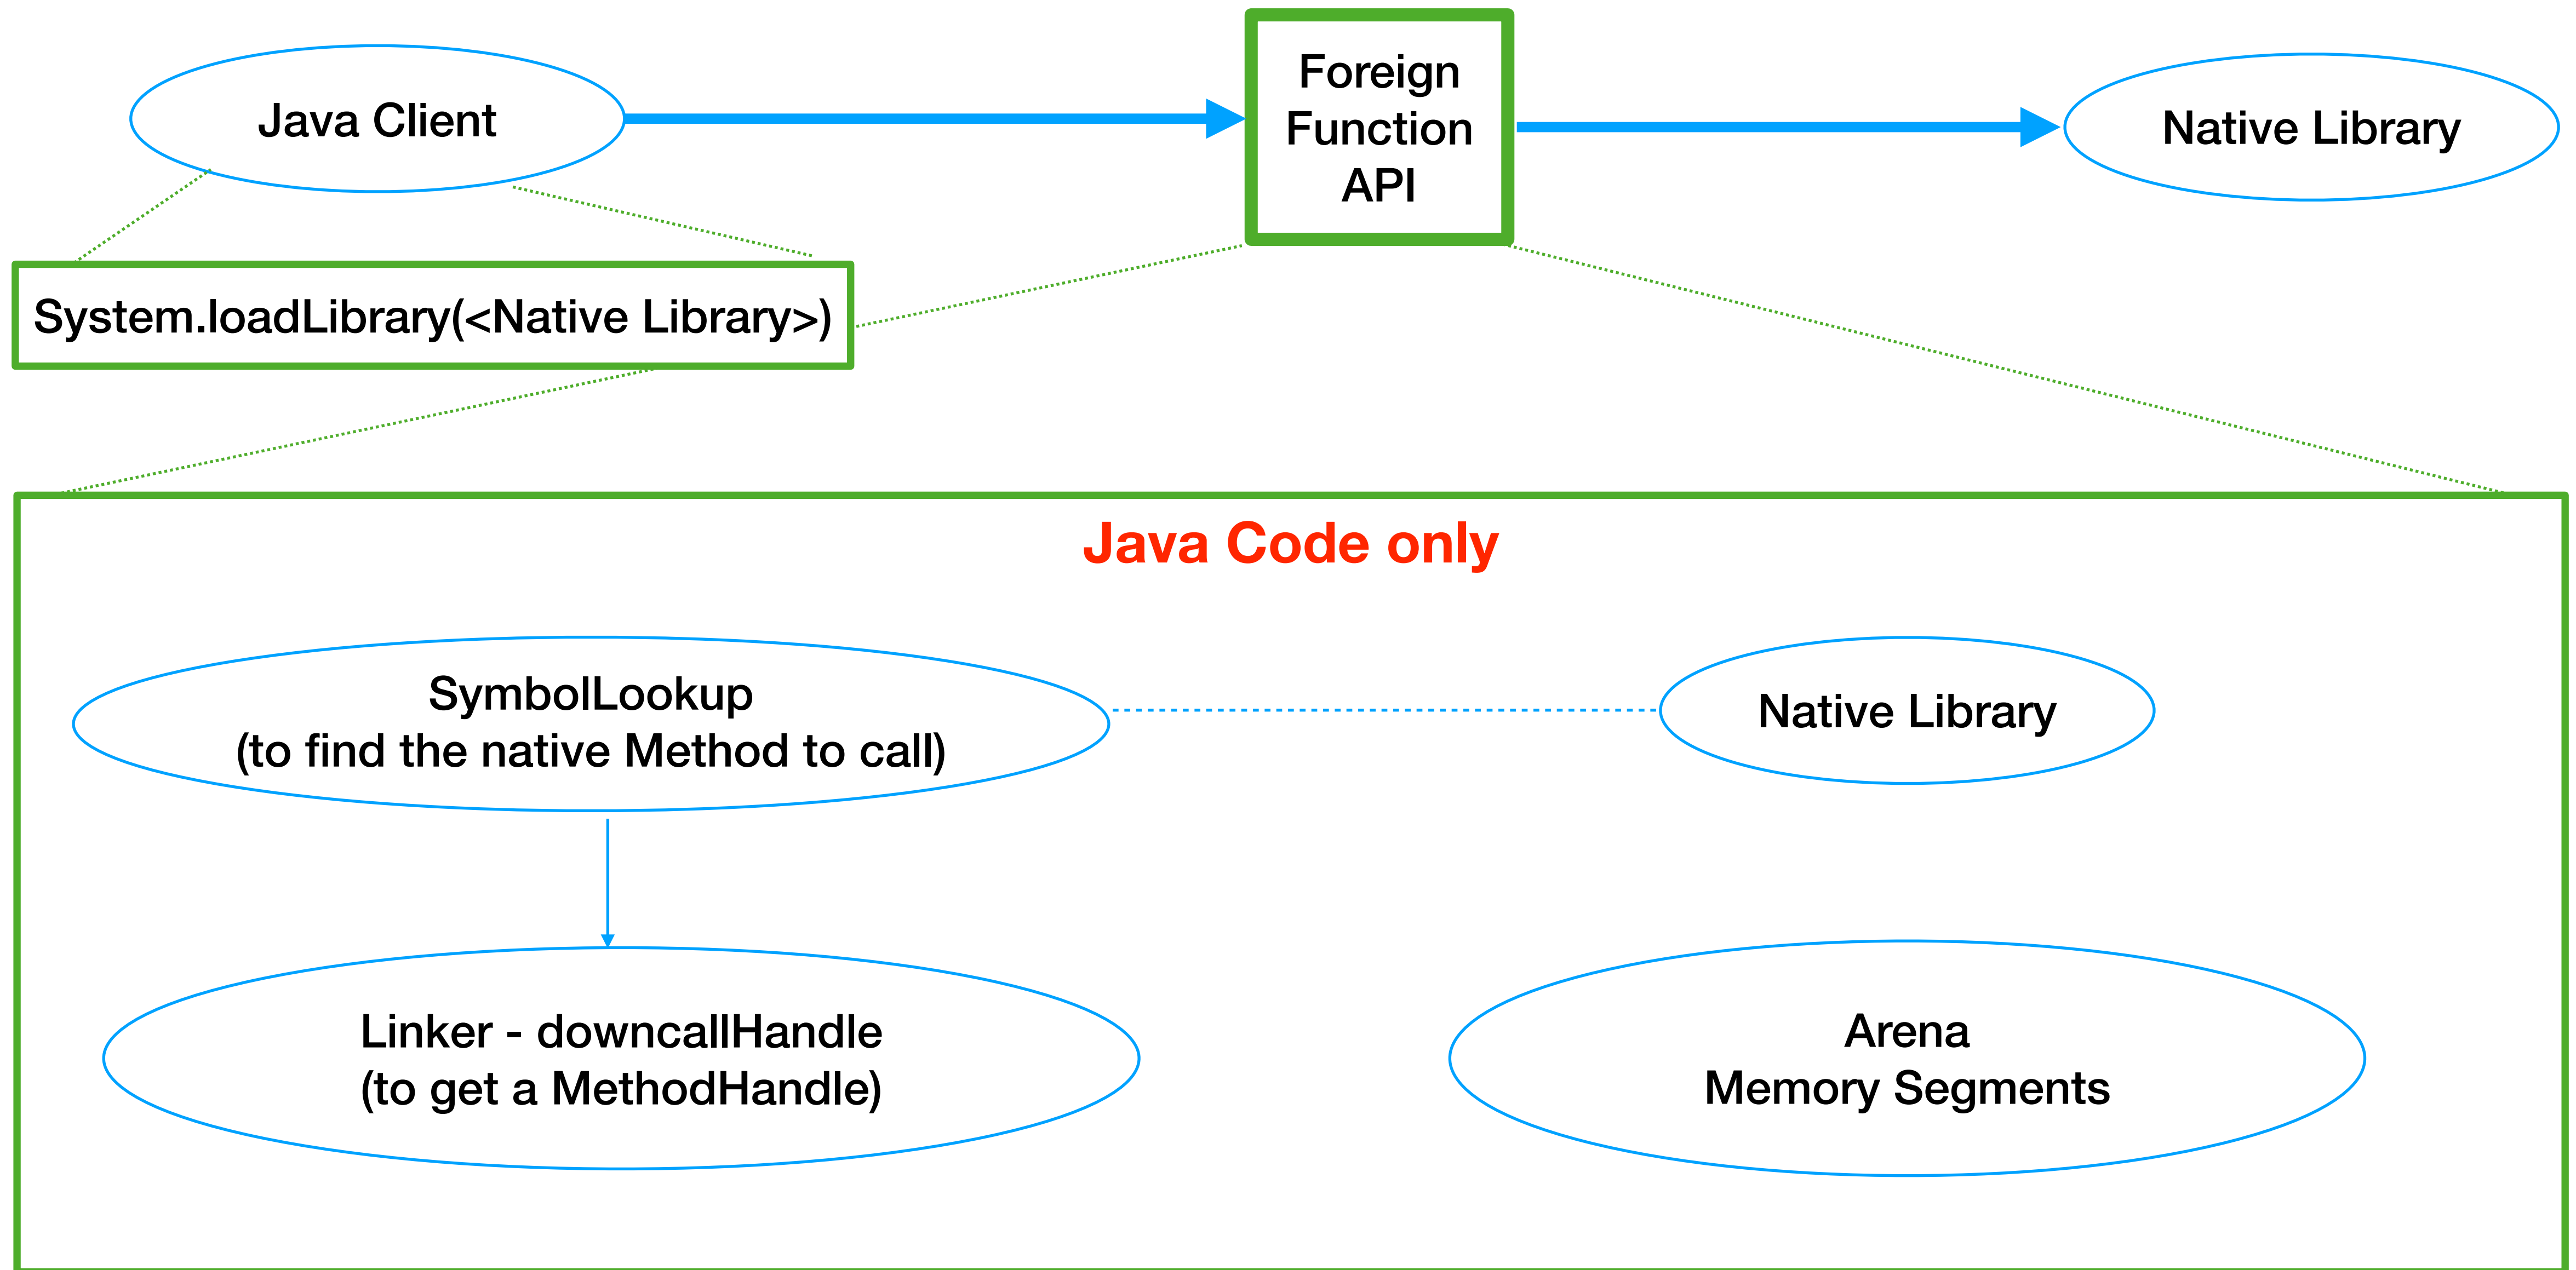 Java Client
Foreign
Function
API
Native Library
System.loadLibrary(<Native Library>)
Java Code only
SymbolLookup
(to find the native Method to call)
Native Library
Linker - downcallHandle
(to get a MethodHandle)
Arena
Memory Segments